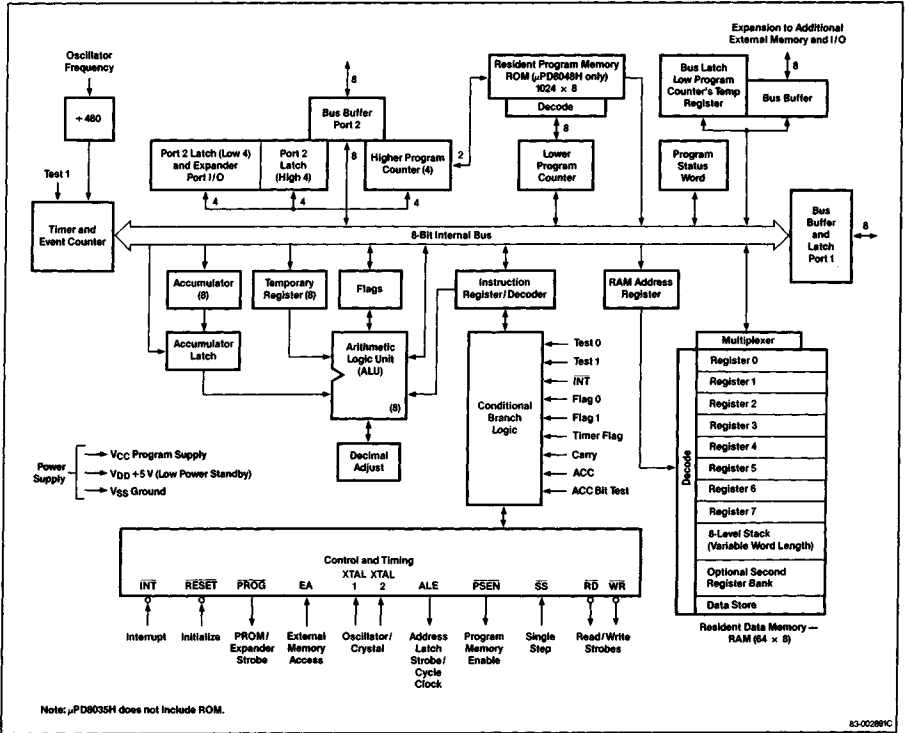 Expansion to Additional
External Memory and I/O
Oscillator
Frequency
÷ 480
8
Bus Buffer
Port 2
Resident Program Memory
ROM (µPD8048H only)
1024 × 8
Decode
Bus Latch
Low Program
Counter's Temp
Register
8
Bus Buffer
Port 2 Latch (Low 4)
and Expander
Port I/O
Port 2
Latch
(High 4)
8
Higher Program
Counter (4)
2
8
Lower
Program
Counter
Program
Status
Word
Test 1
4
4
4
Timer and
Event Counter
8-Bit Internal Bus
Bus
Buffer
and
Latch
Port 1
8
Accumulator
(8)
Temporary
Register (8)
Flags
Instruction
Register/Decoder
RAM Address
Register
Accumulator
Latch
Arithmetic
Logic Unit
(ALU)
(8)
Decimal
Adjust
Conditional
Branch
Logic
Test 0
Test 1
INT
Flag 0
Flag 1
Timer Flag
Carry
ACC
ACC Bit Test
Multiplexer
Decode
Register 0
Register 1
Register 2
Register 3
Register 4
Register 5
Register 6
Register 7
8-Level Stack
(Variable Word Length)
Optional Second
Register Bank
Data Store
Resident Data Memory —
RAM (64 × 8)
Power
Supply
VCC Program Supply
VDD +5 V (Low Power Standby)
VSS Ground
Control and Timing
XTAL XTAL
INT RESET PROG EA 1 2 ALE PSEN SS RD WR
Interrupt
Initialize
PROM/
Expander
Strobe
External
Memory
Access
Oscillator/
Crystal
Address
Latch
Strobe/
Cycle
Clock
Program
Memory
Enable
Single
Step
Read/Write
Strobes
Note: µPD8035H does not include ROM.
83-002891C